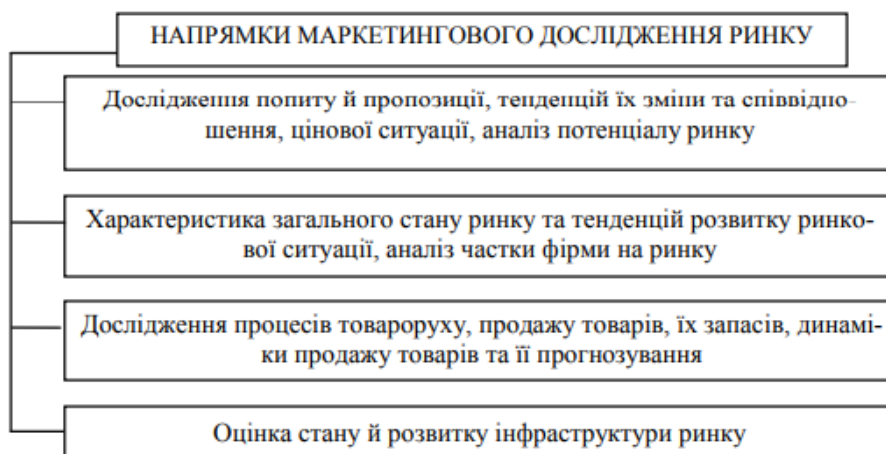 НАПРЯМКИ МАРКЕТИНГОВОГО ДОСЛІДЖЕННЯ РИНКУ
Дослідження попиту й пропозиції, тенденцій їх зміни та співвідно-
шення, цінової ситуації, аналіз потенціалу ринку
Характеристика загального стану ринку та тенденцій розвитку ринко-
вої ситуації, аналіз частки фірми на ринку
Дослідження процесів товароруху, продажу товарів, їх запасів, динамі-
ки продажу товарів та її прогнозування
Оцінка стану й розвитку інфраструктури ринку